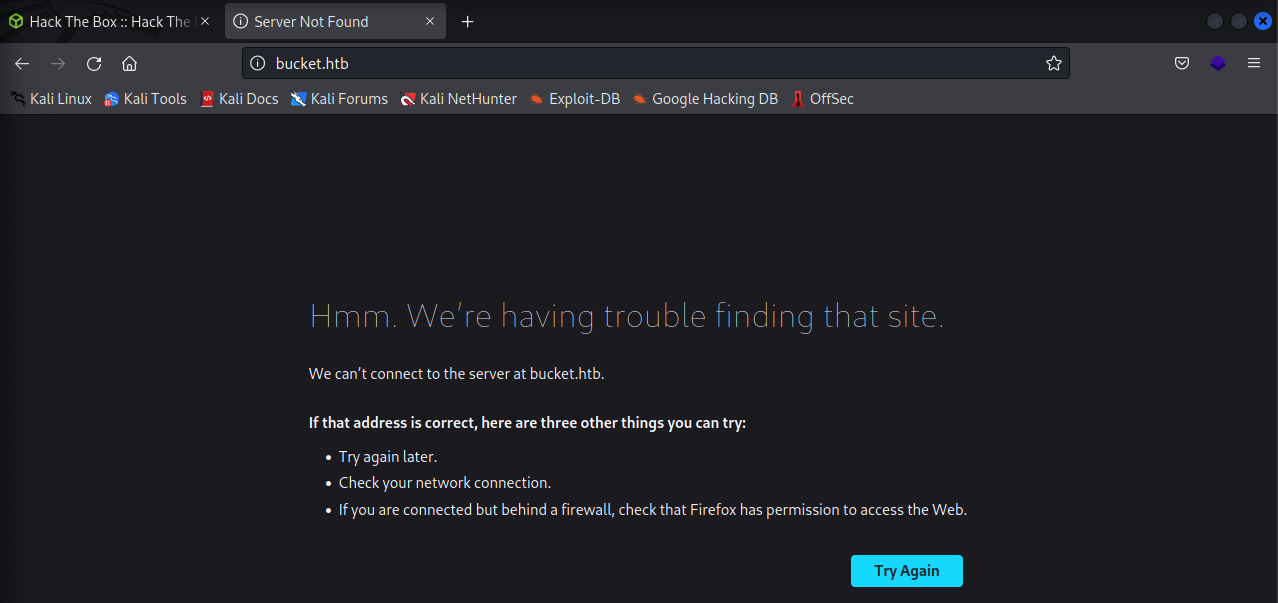 Hack The Box :: Hack The
Server Not Found
bucket.htb
Kali Linux Kali Tools Kali Docs Kali Forums Kali NetHunter Exploit-DB Google Hacking DB OffSec
Hmm. We’re having trouble finding that site.
We can’t connect to the server at bucket.htb.
If that address is correct, here are three other things you can try:
• Try again later.
• Check your network connection.
• If you are connected but behind a firewall, check that Firefox has permission to access the Web.
Try Again